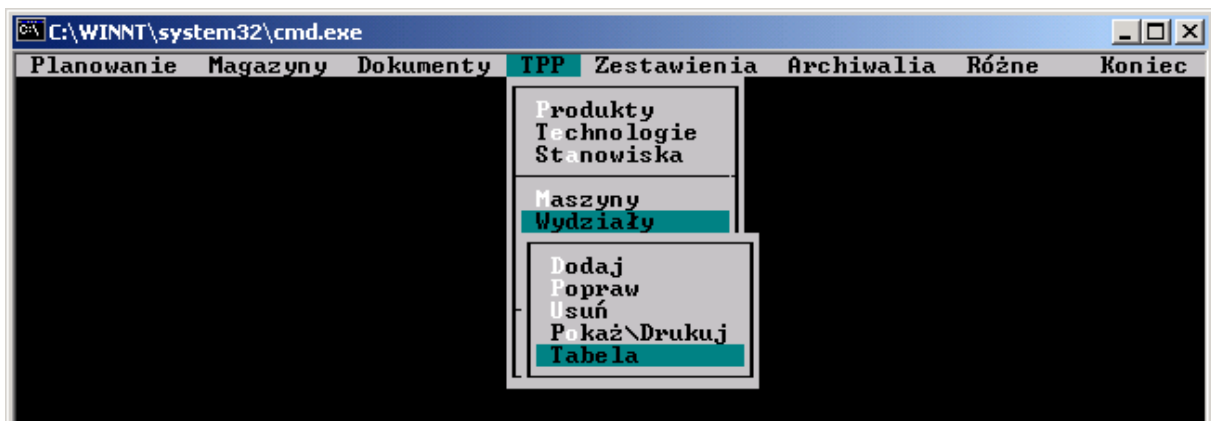 C:\WINNT\system32\cmd.exe
Planowanie Magazyny Dokumenty TPP Zestawienia Archiwalia Różne Koniec
Produkty
Technologie
Stanowiska
Maszyny
Wydziały
Dodaj
Popraw
Usuń
Pokaż\Drukuj
Tabela